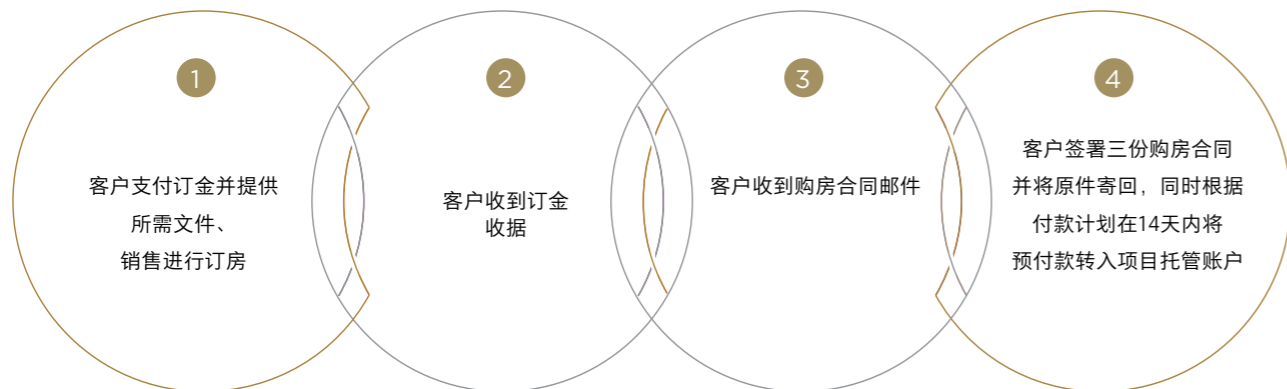 1
客户支付订金并提供
所需文件、
销售进行订房
2
客户收到订金
收据
3
客户收到购房合同邮件
4
客户签署三份购房合同
并将原件寄回，同时根据
付款计划在14天内将
预付款转入项目托管账户